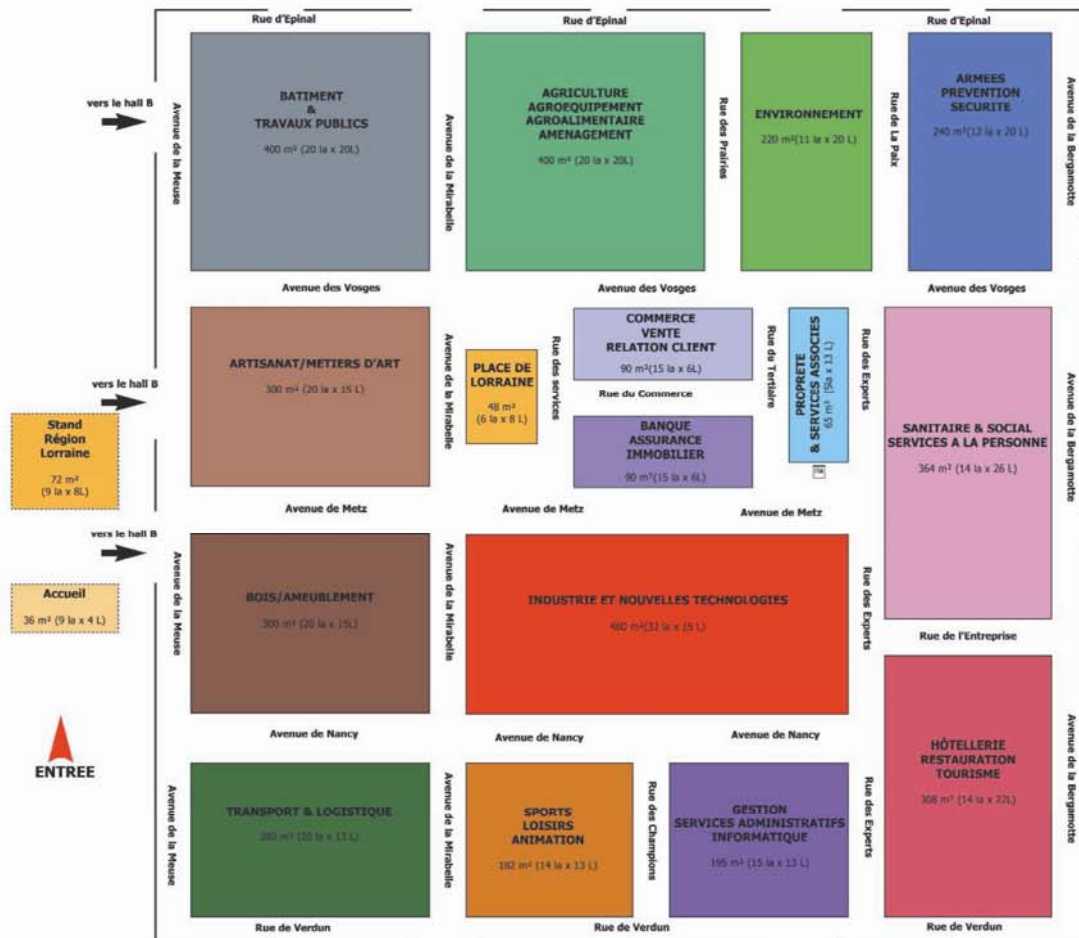 Rue d'Epinal
Rue d'Epinal
Rue d'Epinal
vers le hall B
Avenue de la Meuse
BATIMENT
&
TRAVAUX PUBLICS
400 m² (20 la x 20L)
Avenue de la Mirabelle
AGRICULTURE
AGROEQUIPEMENT
AGROALIMENTAIRE
AMENAGEMENT
400 m² (20 la x 20L)
Rue des Prairies
ENVIRONNEMENT
220 m²(11 la x 20 L)
Rue de La Paix
ARMEES
PREVENTION
SECURITE
240 m²(12 la x 20 L)
Avenue de la Bergamotte
Avenue des Vosges
Avenue des Vosges
Avenue des Vosges
vers le hall B
Stand
Région
Lorraine
72 m²
(9 la x 8L)
ARTISANAT/METIERS D'ART
300 m² (20 la x 15 L)
Avenue de la Mirabelle
PLACE DE
LORRAINE
48 m²
(6 la x 8 L)
Rue des services
COMMERCE
VENTE
RELATION CLIENT
90 m²(15 la x 6L)
Rue du Commerce
BANQUE
ASSURANCE
IMMOBILIER
90 m²(15 la x 6L)
Rue du Tertiaire
PROPRETE
& SERVICES ASSOCIES
65 m² (5la x 13 L)
Rue des Experts
SANITAIRE & SOCIAL
SERVICES A LA PERSONNE
364 m² (14 la x 26 L)
Avenue de la Bergamotte
Avenue de Metz
Avenue de Metz
Avenue de Metz
vers le hall B
Accueil
36 m² (9 la x 4 L)
Avenue de la Meuse
BOIS/AMEUBLEMENT
300 m² (20 la x 15L)
Avenue de la Mirabelle
INDUSTRIE ET NOUVELLES TECHNOLOGIES
480 m²(32 la x 15 L)
Rue des Experts
Rue de l'Entreprise
Avenue de Nancy
Avenue de Nancy
Avenue de Nancy
ENTREE
Avenue de la Meuse
TRANSPORT & LOGISTIQUE
260 m² (20 la x 13 L)
Avenue de la Mirabelle
SPORTS
LOISIRS
ANIMATION
182 m² (14 la x 13 L)
Rue des Champions
GESTION
SERVICES ADMINISTRATIFS
INFORMATIQUE
195 m² (15 la x 13 L)
Rue des Experts
HÔTELLERIE
RESTAURATION
TOURISME
308 m² (14 la x 22L)
Avenue de la Bergamotte
Rue de Verdun
Rue de Verdun
Rue de Verdun